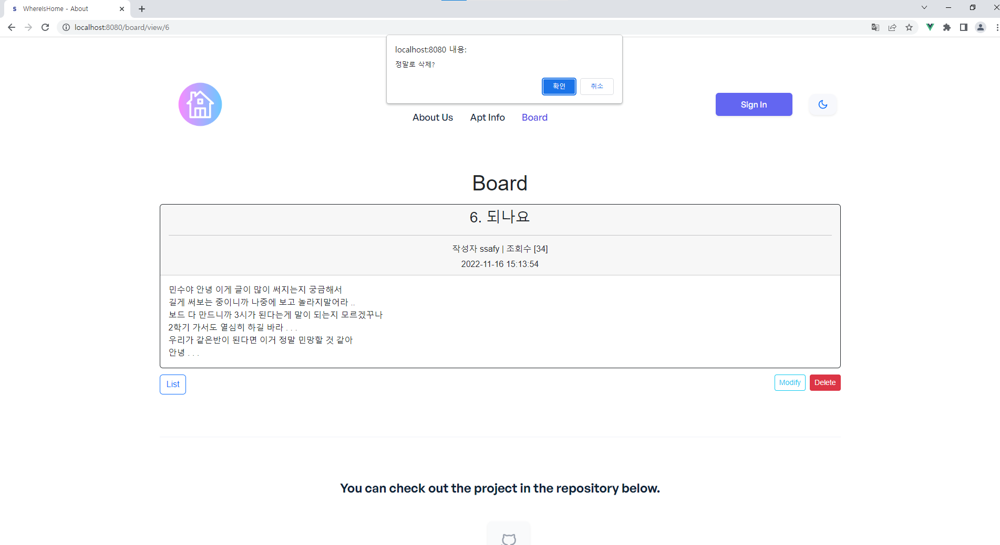 S WhereIsHome - About
localhost:8080/board/view/6
localhost:8080 내용:
정말로 삭제?
확인 취소
About Us Apt Info Board
Sign In
Board
6. 되나요
작성자 ssafy | 조회수 [34]
2022-11-16 15:13:54
민수야 안녕 이게 글이 많이 써지는지 궁금해서
길게 써보는 중이니까 나중에 보고 놀라지말어라 ..
보드 다 만드니까 3시가 된다는게 말이 되는지 모르겠꾸나
2학기 가서도 열심히 하길 바라 . . .
우리가 같은반이 된다면 이거 정말 민망할 것 같아
안녕 . . .
List Modify Delete
You can check out the project in the repository below.